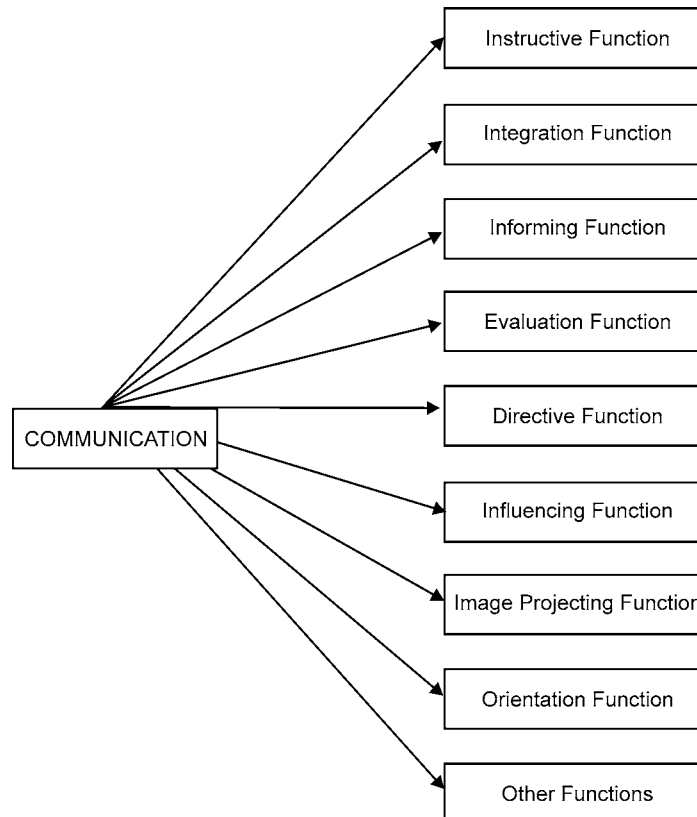 Instructive Function
Integration Function
Informing Function
Evaluation Function
Directive Function
COMMUNICATION
Influencing Function
Image Projecting Function
Orientation Function
Other Functions